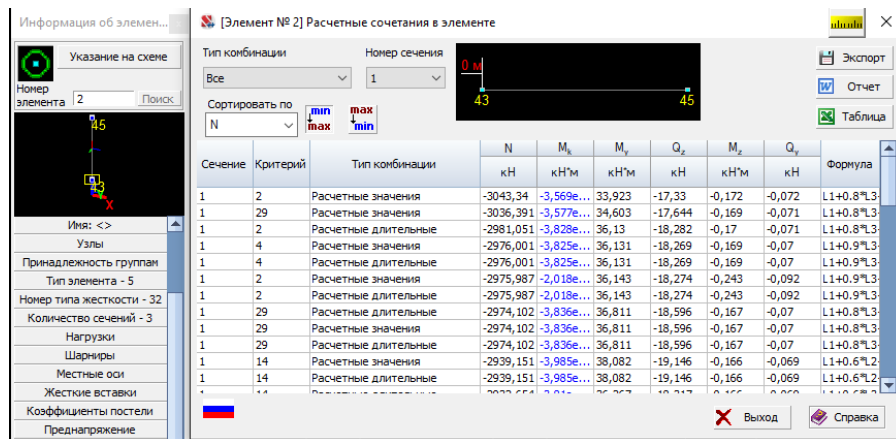 Информация об элемен...
Указание на схеме
Номер элемента 2 Поиск
45
43
X
Имя: <>
Узлы
Принадлежность группам
Тип элемента - 5
Номер типа жесткости - 32
Количество сечений - 3
Нагрузки
Шарниры
Местные оси
Жесткие вставки
Коэффициенты постели
Преднапряжение
[Элемент № 2] Расчетные сочетания в элементе
Тип комбинации Номер сечения
Все 1
Сортировать по
N
min max
max min
0 м
43 45
Экспорт
Отчет
Таблица
Сечение Критерий Тип комбинации N Mk My Qz Mz Qy Формула
кН кН*м кН*м кН кН*м кН
1 2 Расчетные значения -3043,34 -3,569e... 33,923 -17,33 -0,172 -0,072 L1+0.8*L3-
1 29 Расчетные значения -3036,391 -3,577e... 34,603 -17,644 -0,169 -0,071 L1+0.8*L3-
1 2 Расчетные длительные -2981,051 -3,828e... 36,13 -18,282 -0,17 -0,071 L1+0.8*L3-
1 4 Расчетные значения -2976,001 -3,825e... 36,131 -18,269 -0,169 -0,07 L1+0.9*L3-
1 4 Расчетные длительные -2976,001 -3,825e... 36,131 -18,269 -0,169 -0,07 L1+0.9*L3-
1 2 Расчетные значения -2975,987 -2,018e... 36,143 -18,274 -0,243 -0,092 L1+0.9*L3-
1 2 Расчетные длительные -2975,987 -2,018e... 36,143 -18,274 -0,243 -0,092 L1+0.9*L3-
1 29 Расчетные длительные -2974,102 -3,836e... 36,811 -18,596 -0,167 -0,07 L1+0.8*L3-
1 29 Расчетные значения -2974,102 -3,836e... 36,811 -18,596 -0,167 -0,07 L1+0.8*L3-
1 29 Расчетные длительные -2974,102 -3,836e... 36,811 -18,596 -0,167 -0,07 L1+0.8*L3-
1 14 Расчетные значения -2939,151 -3,985e... 38,082 -19,146 -0,166 -0,069 L1+0.6*L2-
1 14 Расчетные длительные -2939,151 -3,985e... 38,082 -19,146 -0,166 -0,069 L1+0.6*L2-
Выход Справка